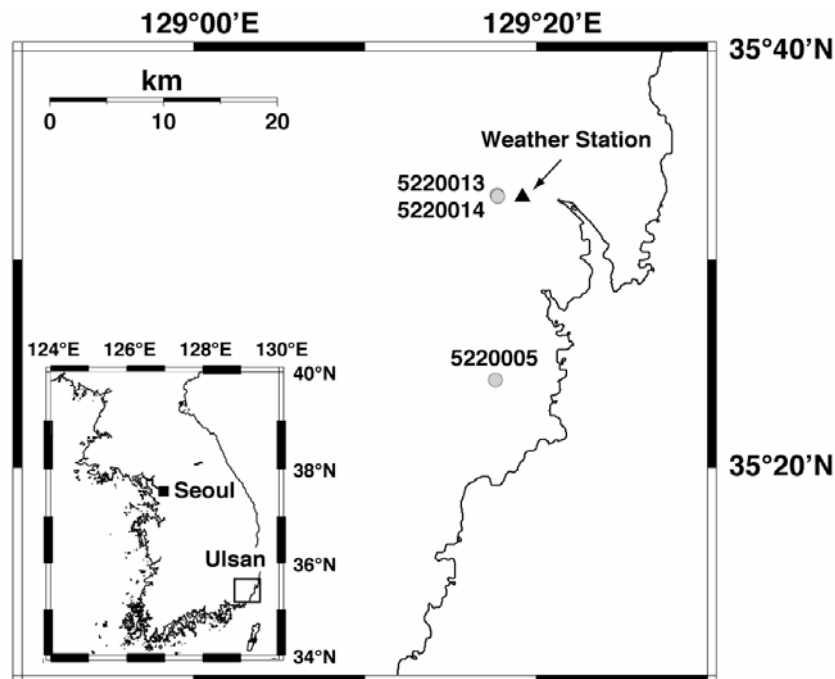 129°00'E 129°20'E
35°40'N
km
0 10 20
Weather Station
5220013
5220014
5220005
124°E 126°E 128°E 130°E
40°N
38°N
Seoul
Ulsan
36°N
34°N
35°20'N